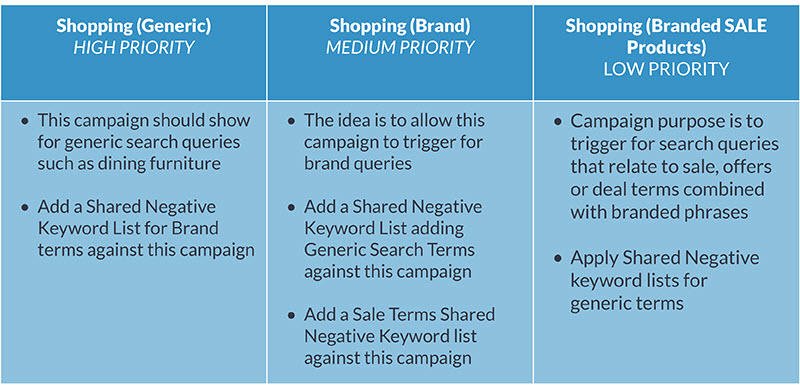 Shopping (Generic)
HIGH PRIORITY
Shopping (Brand)
MEDIUM PRIORITY
Shopping (Branded SALE
Products)
LOW PRIORITY
• This campaign should show
for generic search queries
such as dining furniture
• Add a Shared Negative
Keyword List for Brand
terms against this campaign
• The idea is to allow this
campaign to trigger for
brand queries
• Add a Shared Negative
Keyword List adding
Generic Search Terms
against this campaign
• Add a Sale Terms Shared
Negative Keyword list
against this campaign
• Campaign purpose is to
trigger for search queries
that relate to sale, offers
or deal terms combined
with branded phrases
• Apply Shared Negative
keyword lists for
generic terms